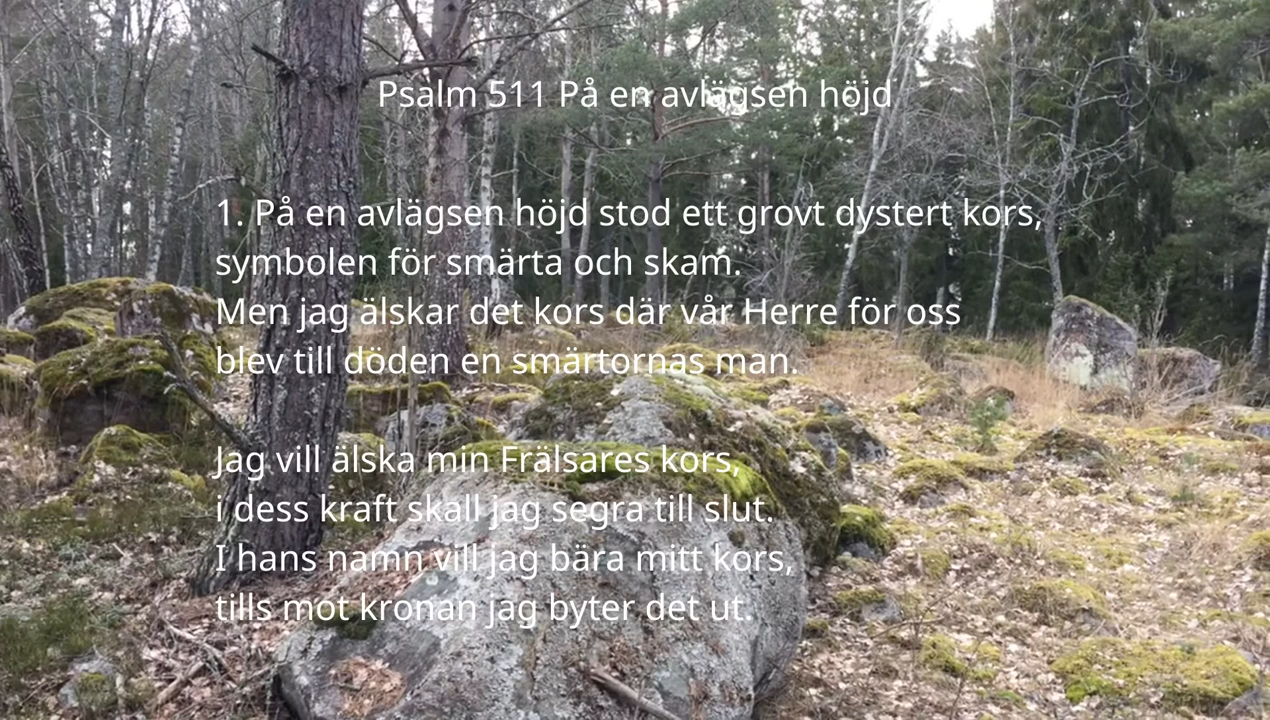 Psalm 511 På en avlägsen höjd
1. På en avlägsen höjd stod ett grovt dystert kors,
symbolen för smärta och skam.
Men jag älskar det kors där vår Herre för oss
blev till döden en smärtornas man.
Jag vill älska min Frälsares kors,
i dess kraft skall jag segra till slut.
I hans namn vill jag bära mitt kors,
tills mot kronan jag byter det ut.